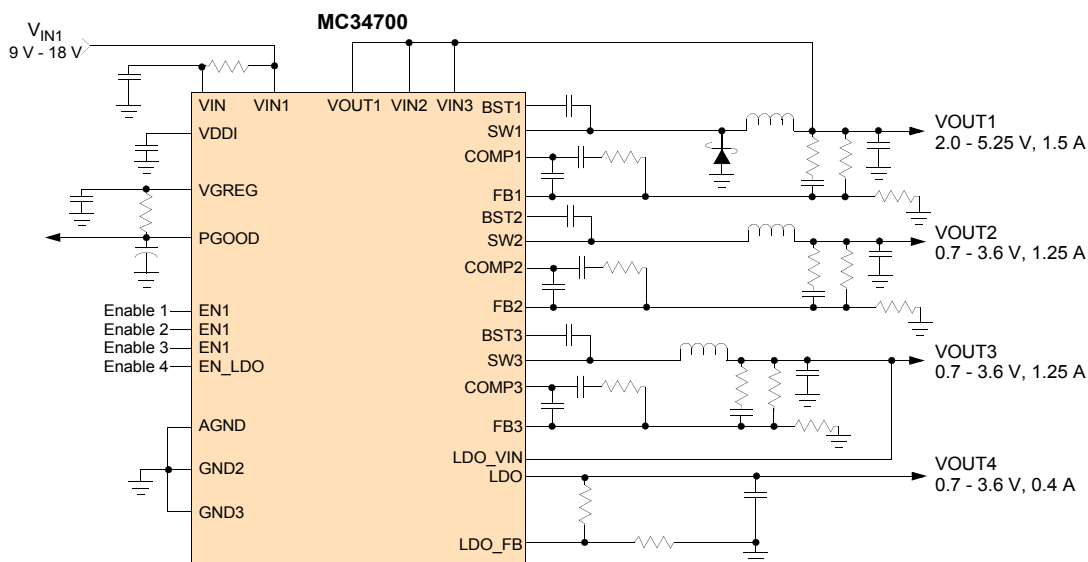 MC34700
VIN1
9 V - 18 V
VIN
VIN1
VOUT1
VIN2
VIN3
VDDI
VGREG
PGOOD
Enable 1
EN1
Enable 2
EN1
Enable 3
EN1
Enable 4
EN_LDO
AGND
GND2
GND3
BST1
SW1
COMP1
FB1
BST2
SW2
COMP2
FB2
BST3
SW3
COMP3
FB3
LDO_VIN
LDO
LDO_FB
VOUT1
2.0 - 5.25 V, 1.5 A
VOUT2
0.7 - 3.6 V, 1.25 A
VOUT3
0.7 - 3.6 V, 1.25 A
VOUT4
0.7 - 3.6 V, 0.4 A